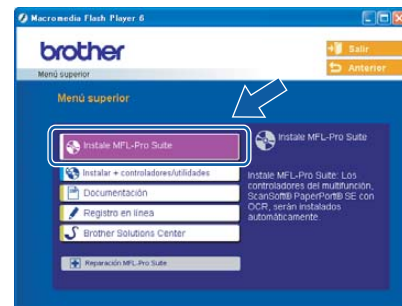 Macromedia Flash Player 6
brother
Salir
Anterior
Menú superior
Menú superior
Instale MFL-Pro Suite
Instalar + controladores/utilidades
Documentación
Registro en línea
Brother Solutions Center
Reparación MFL-Pro Suite
Instale MFL-Pro Suite
Instale MFL-Pro Suite: Los
controladores del multifunción,
ScanSoft® PaperPort® SE con
OCR, serán instalados
automáticamente.